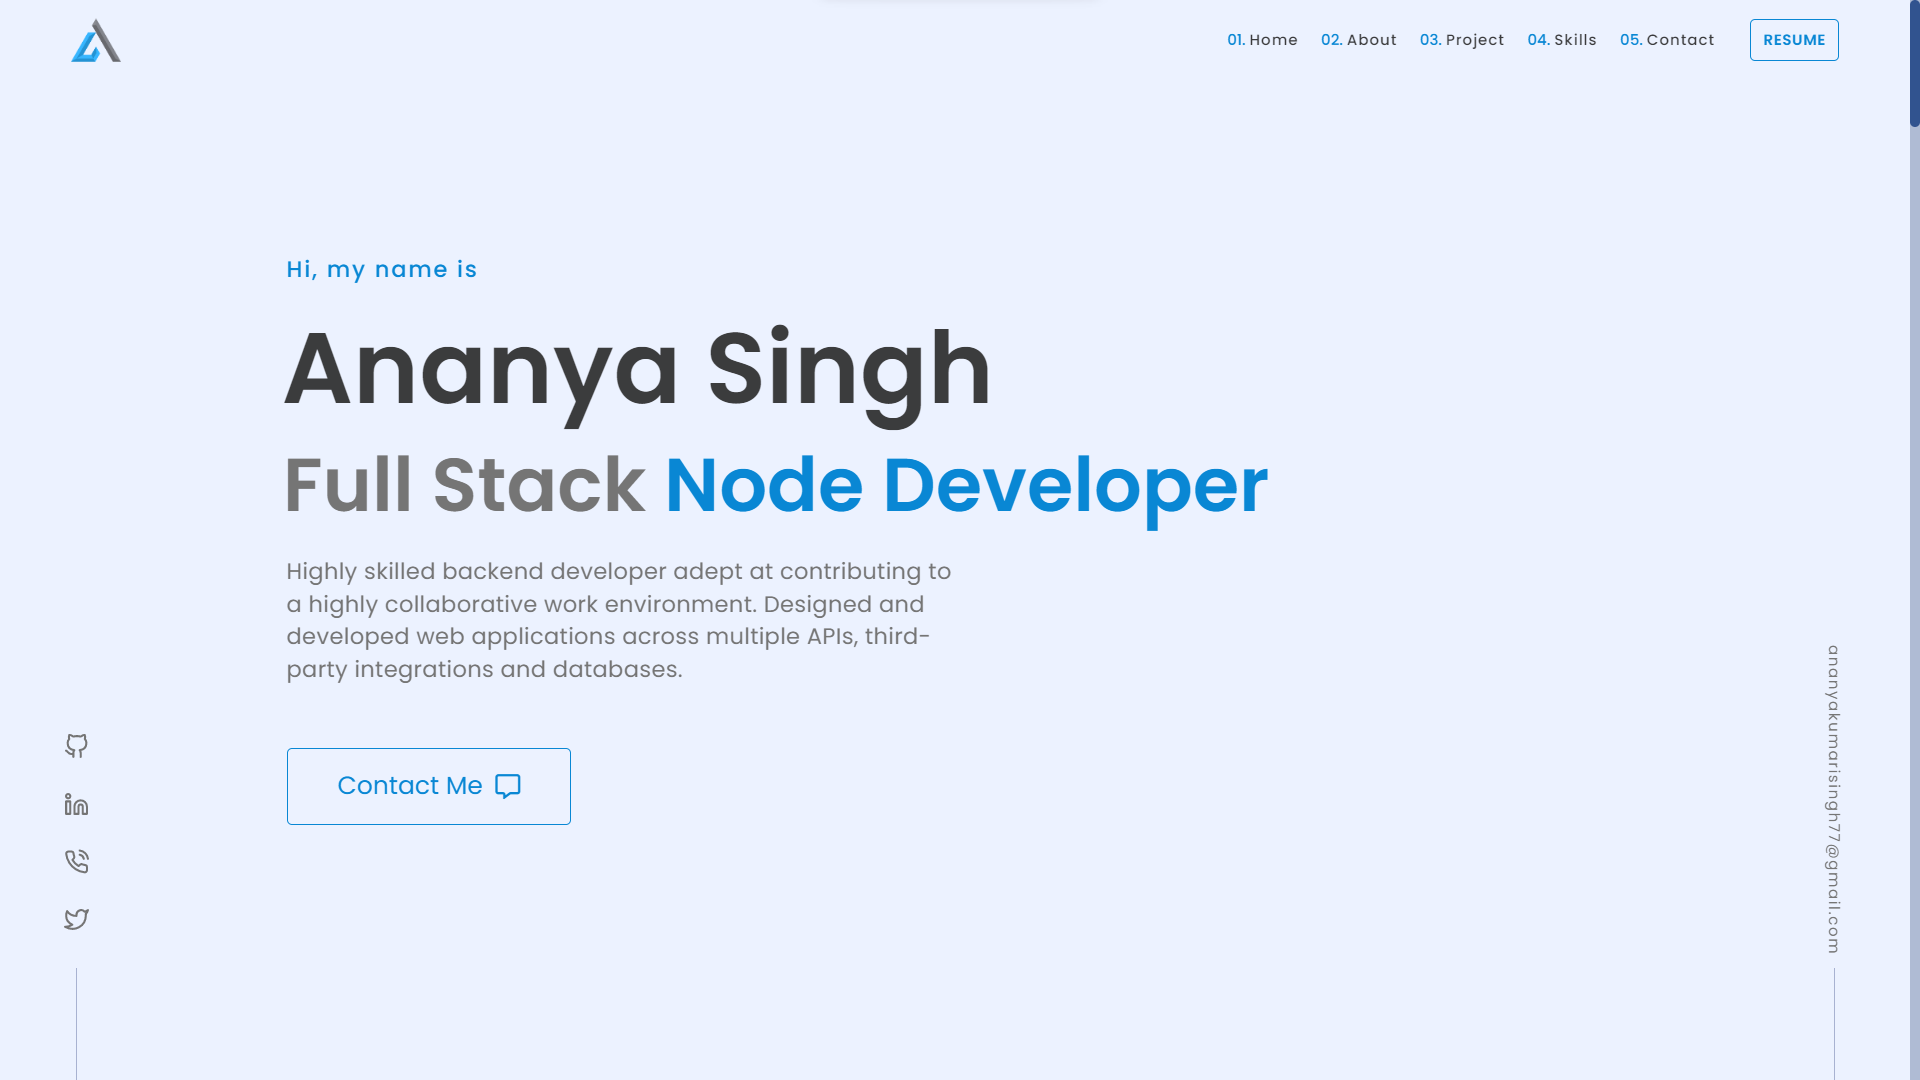 01. Home 02. About 03. Project 04. Skills 05. Contact RESUME
Hi, my name is
Ananya Singh
Full Stack Node Developer
Highly skilled backend developer adept at contributing to
a highly collaborative work environment. Designed and
developed web applications across multiple APIs, third-
party integrations and databases.
Contact Me
ananyakumarisingh77@gmail.com